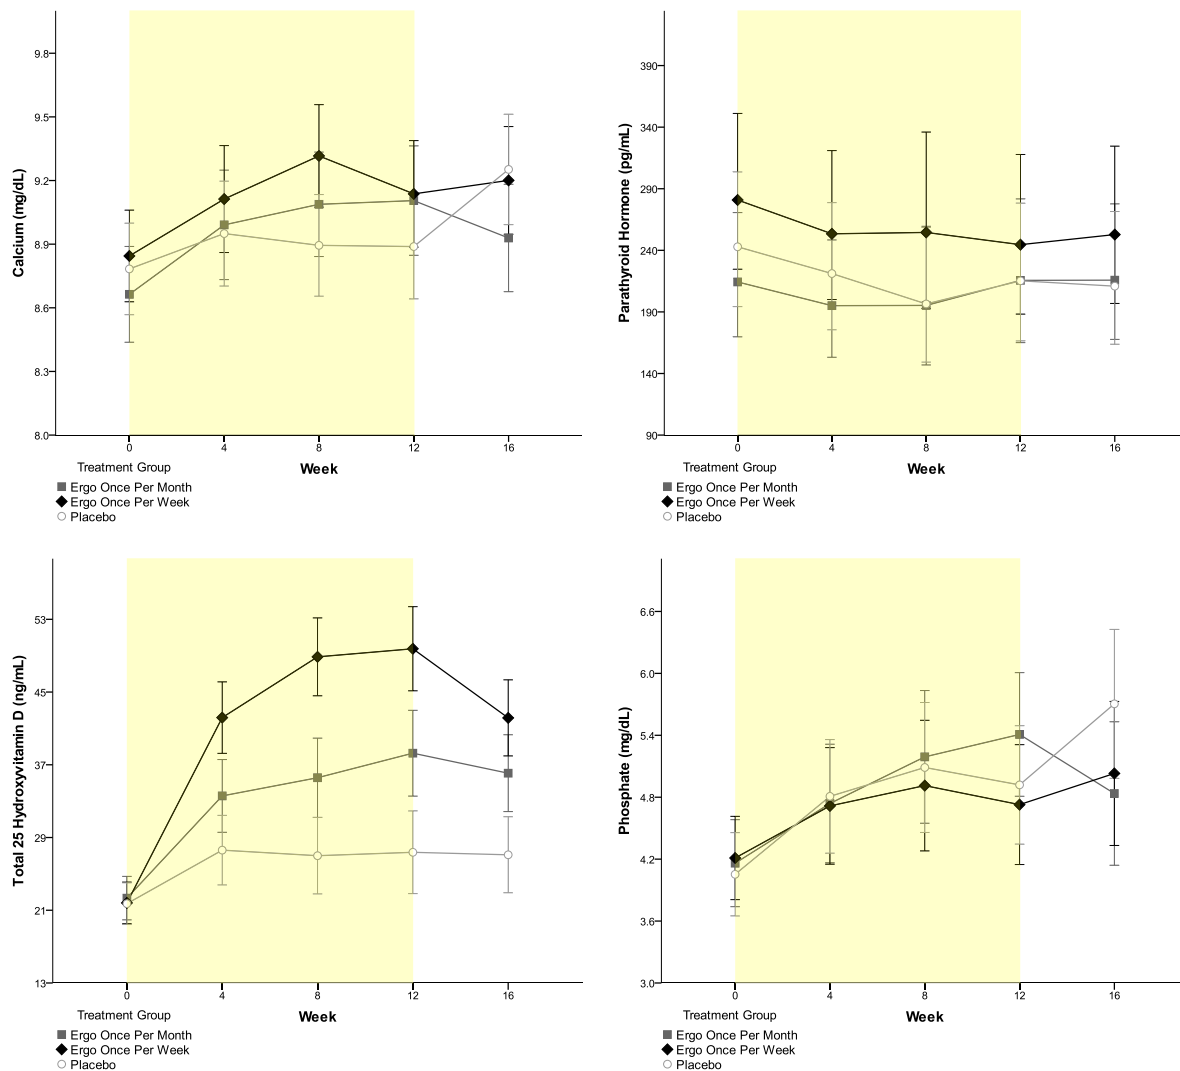 Calcium (mg/dL)
9.8
9.5
9.2
8.9
8.6
8.3
8.0
0 4 8 12 16
Week
Treatment Group
Ergo Once Per Month
Ergo Once Per Week
Placebo
Parathyroid Hormone (pg/mL)
390
340
290
240
190
140
90
0 4 8 12 16
Week
Treatment Group
Ergo Once Per Month
Ergo Once Per Week
Placebo
Total 25 Hydroxyvitamin D (ng/mL)
53
45
37
29
21
13
0 4 8 12 16
Week
Treatment Group
Ergo Once Per Month
Ergo Once Per Week
Placebo
Phosphate (mg/dL)
6.6
6.0
5.4
4.8
4.2
3.6
3.0
0 4 8 12 16
Week
Treatment Group
Ergo Once Per Month
Ergo Once Per Week
Placebo